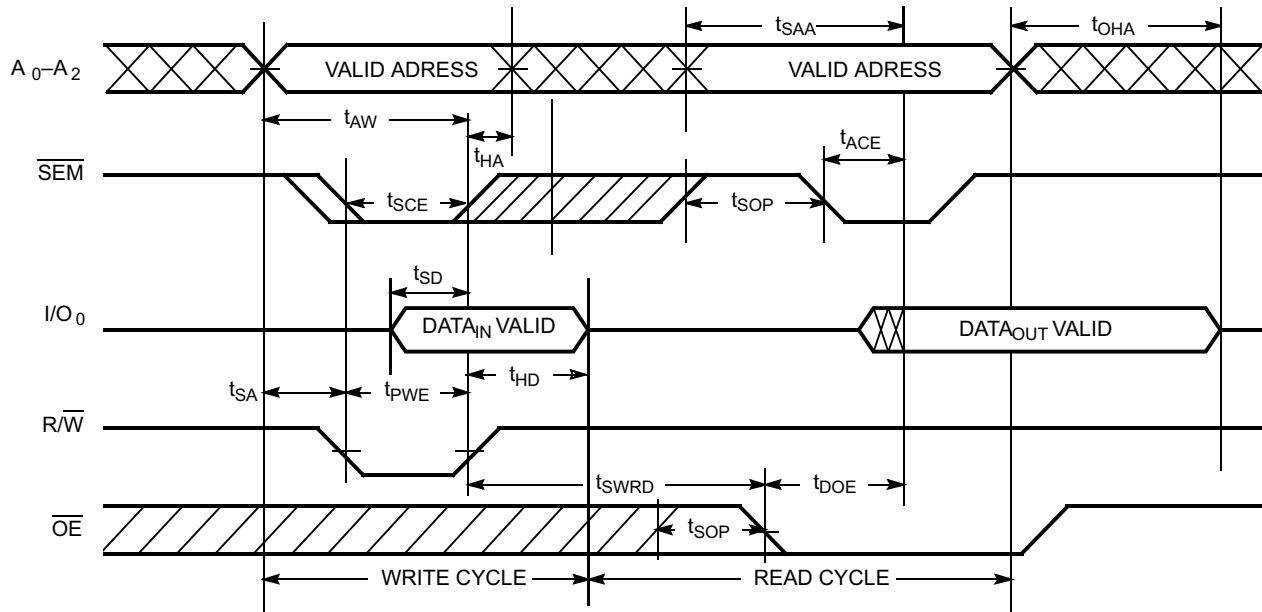 tSAA tOHA
A0–A2 VALID ADRESS VALID ADRESS
tAW tHA tACE
SEM tSCE tSOP
tSD
I/O0 DATAIN VALID DATAOUT VALID
tSA tPWE tHD
R/W
tSWRD tDOE
OE tSOP
WRITE CYCLE READ CYCLE